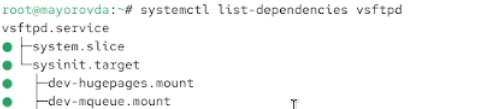 root@mayorovda:~# systemctl list-dependencies vsftpd
vsftpd.service
● ├─system.slice
● └─sysinit.target
●   ├─dev-hugepages.mount
●   ├─dev-mqueue.mount